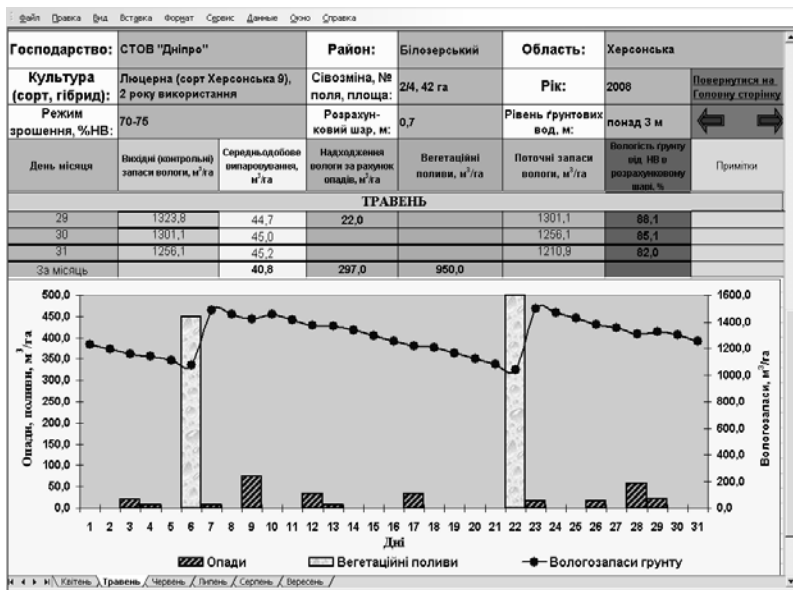 Файл Правка Вид Вставка Формат Сервис Данные Окно Справка
Господарство: СТОВ "Дніпро" Район: Білозерський Область: Херсонська
Культура (сорт, гібрид): Люцерна (сорт Херсонська 9), 2 року використання Сівозміна, № поля, площа: 2/4, 42 га Рік: 2008 Повернутися на Головну сторінку
Режим зрошення, %НВ: 70-75 Розрахунковий шар, м: 0,7 Рівень ґрунтових вод, м: понад 3 м
День місяця Вихідні (контрольні) запаси вологи, м³/га Середньодобове випаровування, м³/га Надходження вологи за рахунок опадів, м³/га Вегетаційні поливи, м³/га Поточні запаси вологи, м³/га Вологість ґрунту від НВ в розрахунковому шарі, % Примітки
ТРАВЕНЬ
29 1323,8 44,7 22,0 1301,1 88,1
30 1301,1 45,0 1256,1 85,1
31 1256,1 45,2 1210,9 82,0
За місяць 40,8 297,0 950,0
Опади, поливи, м³/га
500,0
450,0
400,0
350,0
300,0
250,0
200,0
150,0
100,0
50,0
0,0
1600,0
1400,0
1200,0
1000,0
800,0
600,0
400,0
200,0
0,0
Вологозапаси, м³/га
1 2 3 4 5 6 7 8 9 10 11 12 13 14 15 16 17 18 19 20 21 22 23 24 25 26 27 28 29 30 31
Дні
Опади Вегетаційні поливи Вологозапаси грунту
Квітень Травень Червень Липень Серпень Вересень